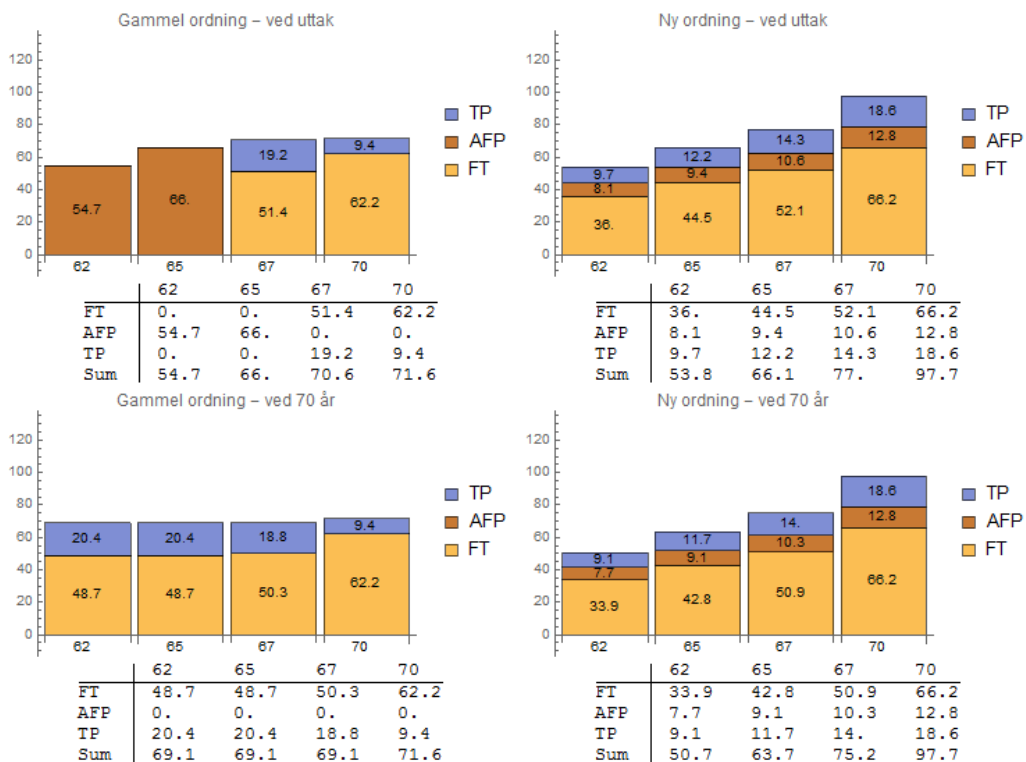 Gammel ordning – ved uttak
120
100
80
60
40
20
0
54.7
66.
19.2
51.4
9.4
62.2
62 65 67 70
TP
AFP
FT
62 65 67 70
FT 0. 0. 51.4 62.2
AFP 54.7 66. 0. 0.
TP 0. 0. 19.2 9.4
Sum 54.7 66. 70.6 71.6
Ny ordning – ved uttak
120
100
80
60
40
20
0
9.7
8.1
36.
12.2
9.4
44.5
14.3
10.6
52.1
18.6
12.8
66.2
62 65 67 70
TP
AFP
FT
62 65 67 70
FT 36. 44.5 52.1 66.2
AFP 8.1 9.4 10.6 12.8
TP 9.7 12.2 14.3 18.6
Sum 53.8 66.1 77. 97.7
Gammel ordning – ved 70 år
120
100
80
60
40
20
0
20.4
48.7
20.4
48.7
18.8
50.3
9.4
62.2
62 65 67 70
TP
AFP
FT
62 65 67 70
FT 48.7 48.7 50.3 62.2
AFP 0. 0. 0. 0.
TP 20.4 20.4 18.8 9.4
Sum 69.1 69.1 69.1 71.6
Ny ordning – ved 70 år
120
100
80
60
40
20
0
9.1
7.7
33.9
11.7
9.1
42.8
14.
10.3
50.9
18.6
12.8
66.2
62 65 67 70
TP
AFP
FT
62 65 67 70
FT 33.9 42.8 50.9 66.2
AFP 7.7 9.1 10.3 12.8
TP 9.1 11.7 14. 18.6
Sum 50.7 63.7 75.2 97.7